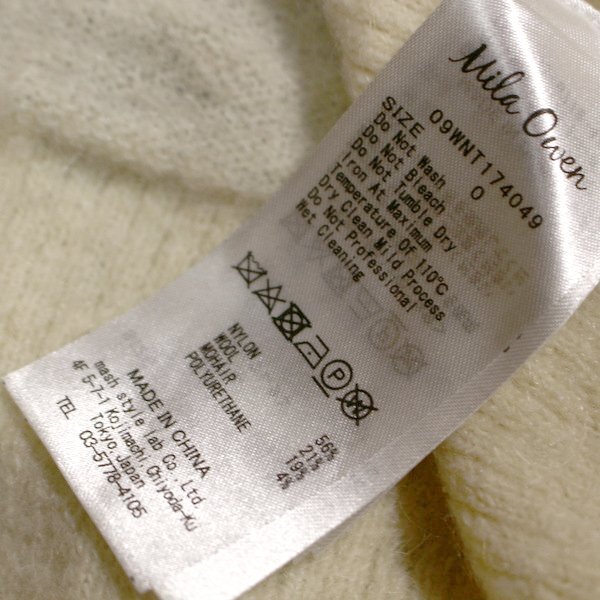 Mila Owen
09WNT174049
SIZE 0
Do Not Wash
Do Not Bleach
Do Not Tumble Dry
Iron At Maximum
Temperature Of 110℃
Dry Clean Mild Process
Do Not Professional
Wet Cleaning
P
W
NYLON 56%
WOOL 21%
MOHAIR 19%
POLYURETHANE 4%
MADE IN CHINA
mash style lab Co.,Ltd.
4F 5-7-1 Kojimachi, Chiyoda-Ku
Tokyo, Japan
TEL 03-5778-4105